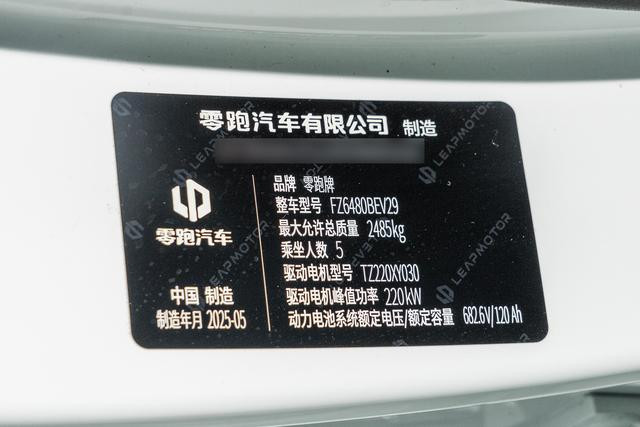 零跑汽车有限公司 制造
品牌 零跑牌
整车型号 FZ6480BEV29
最大允许总质量 2485kg
乘坐人数 5
驱动电机型号 TZ220XY030
驱动电机峰值功率 220kW
动力电池系统额定电压/额定容量 682.6V/120Ah
零跑汽车
中国 制造
制造年月 2025-05
LEAPMOTOR
LEAPMOTOR
LEAPMOTOR
LEAPMOTOR